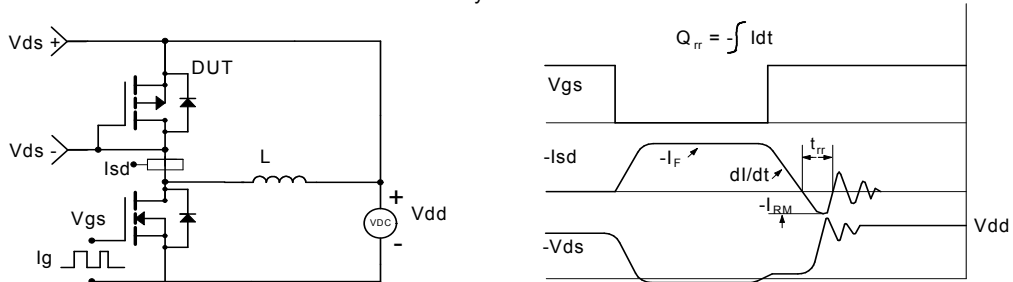 Vds +
DUT
Vds -
Isd
L
Vgs
Ig
+
VDC
-
Vdd
Q rr = -∫ Idt
Vgs
-Isd
-I F
dI/dt
t rr
-I RM
Vdd
-Vds